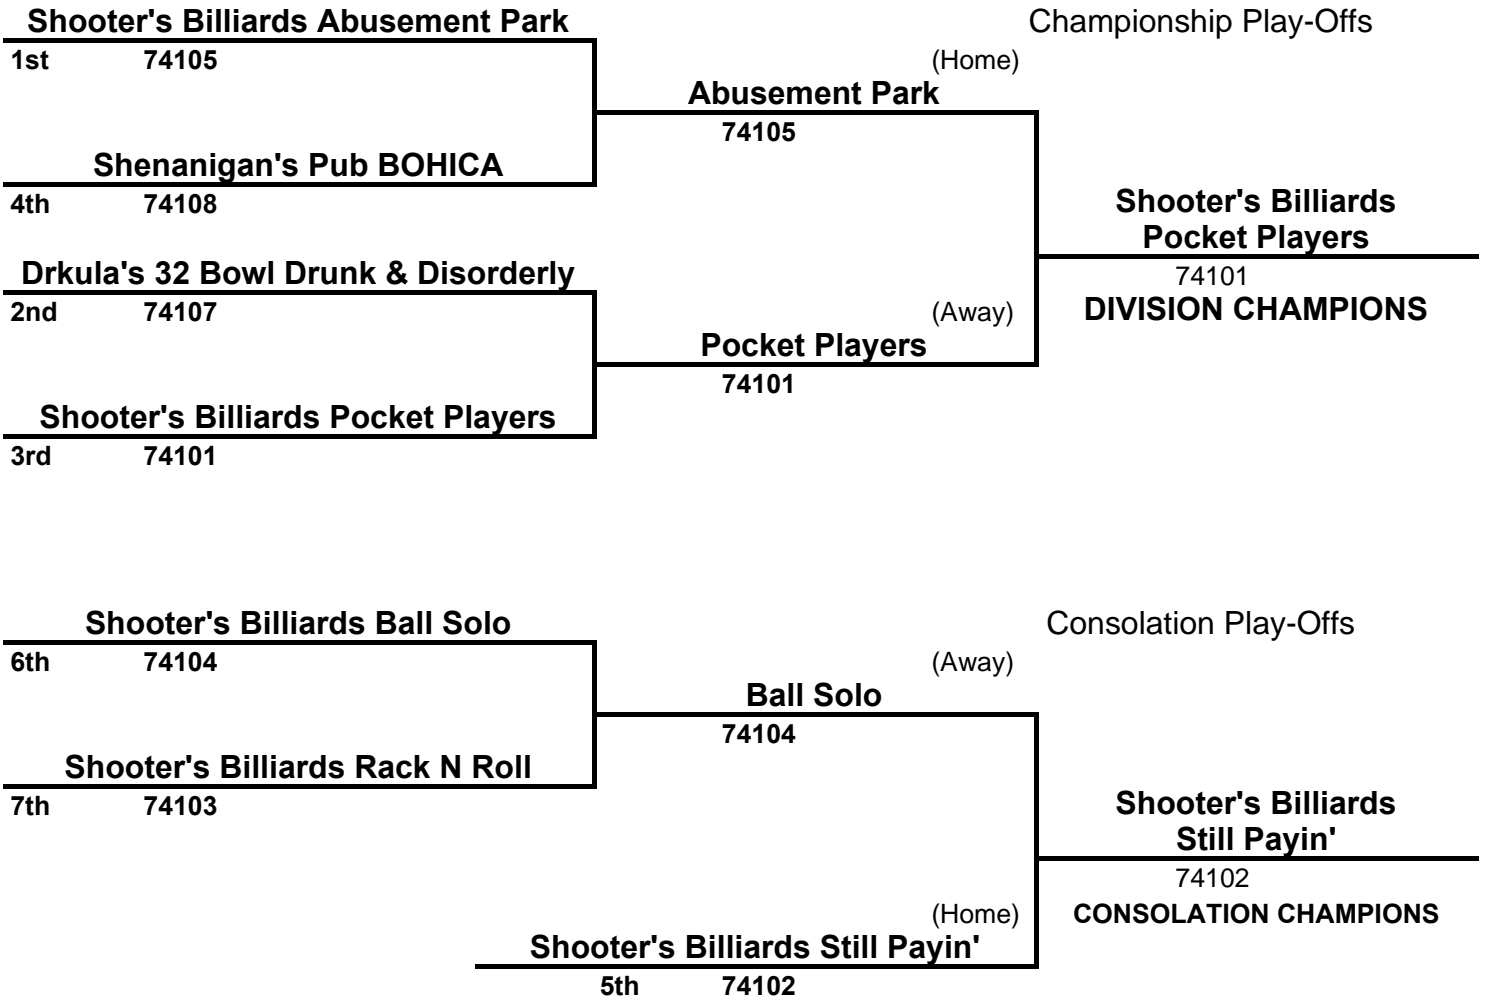 Shooter's Billiards Abusement Park
Championship Play-Offs
1st 74105
(Home)
Abusement Park
74105
Shenanigan's Pub BOHICA
4th 74108
Shooter's Billiards
Pocket Players
74101
DIVISION CHAMPIONS
Drkula's 32 Bowl Drunk & Disorderly
2nd 74107
(Away)
Pocket Players
74101
Shooter's Billiards Pocket Players
3rd 74101
Shooter's Billiards Ball Solo
Consolation Play-Offs
6th 74104
(Away)
Ball Solo
74104
Shooter's Billiards Rack N Roll
7th 74103
Shooter's Billiards
Still Payin'
74102
CONSOLATION CHAMPIONS
(Home)
Shooter's Billiards Still Payin'
5th 74102